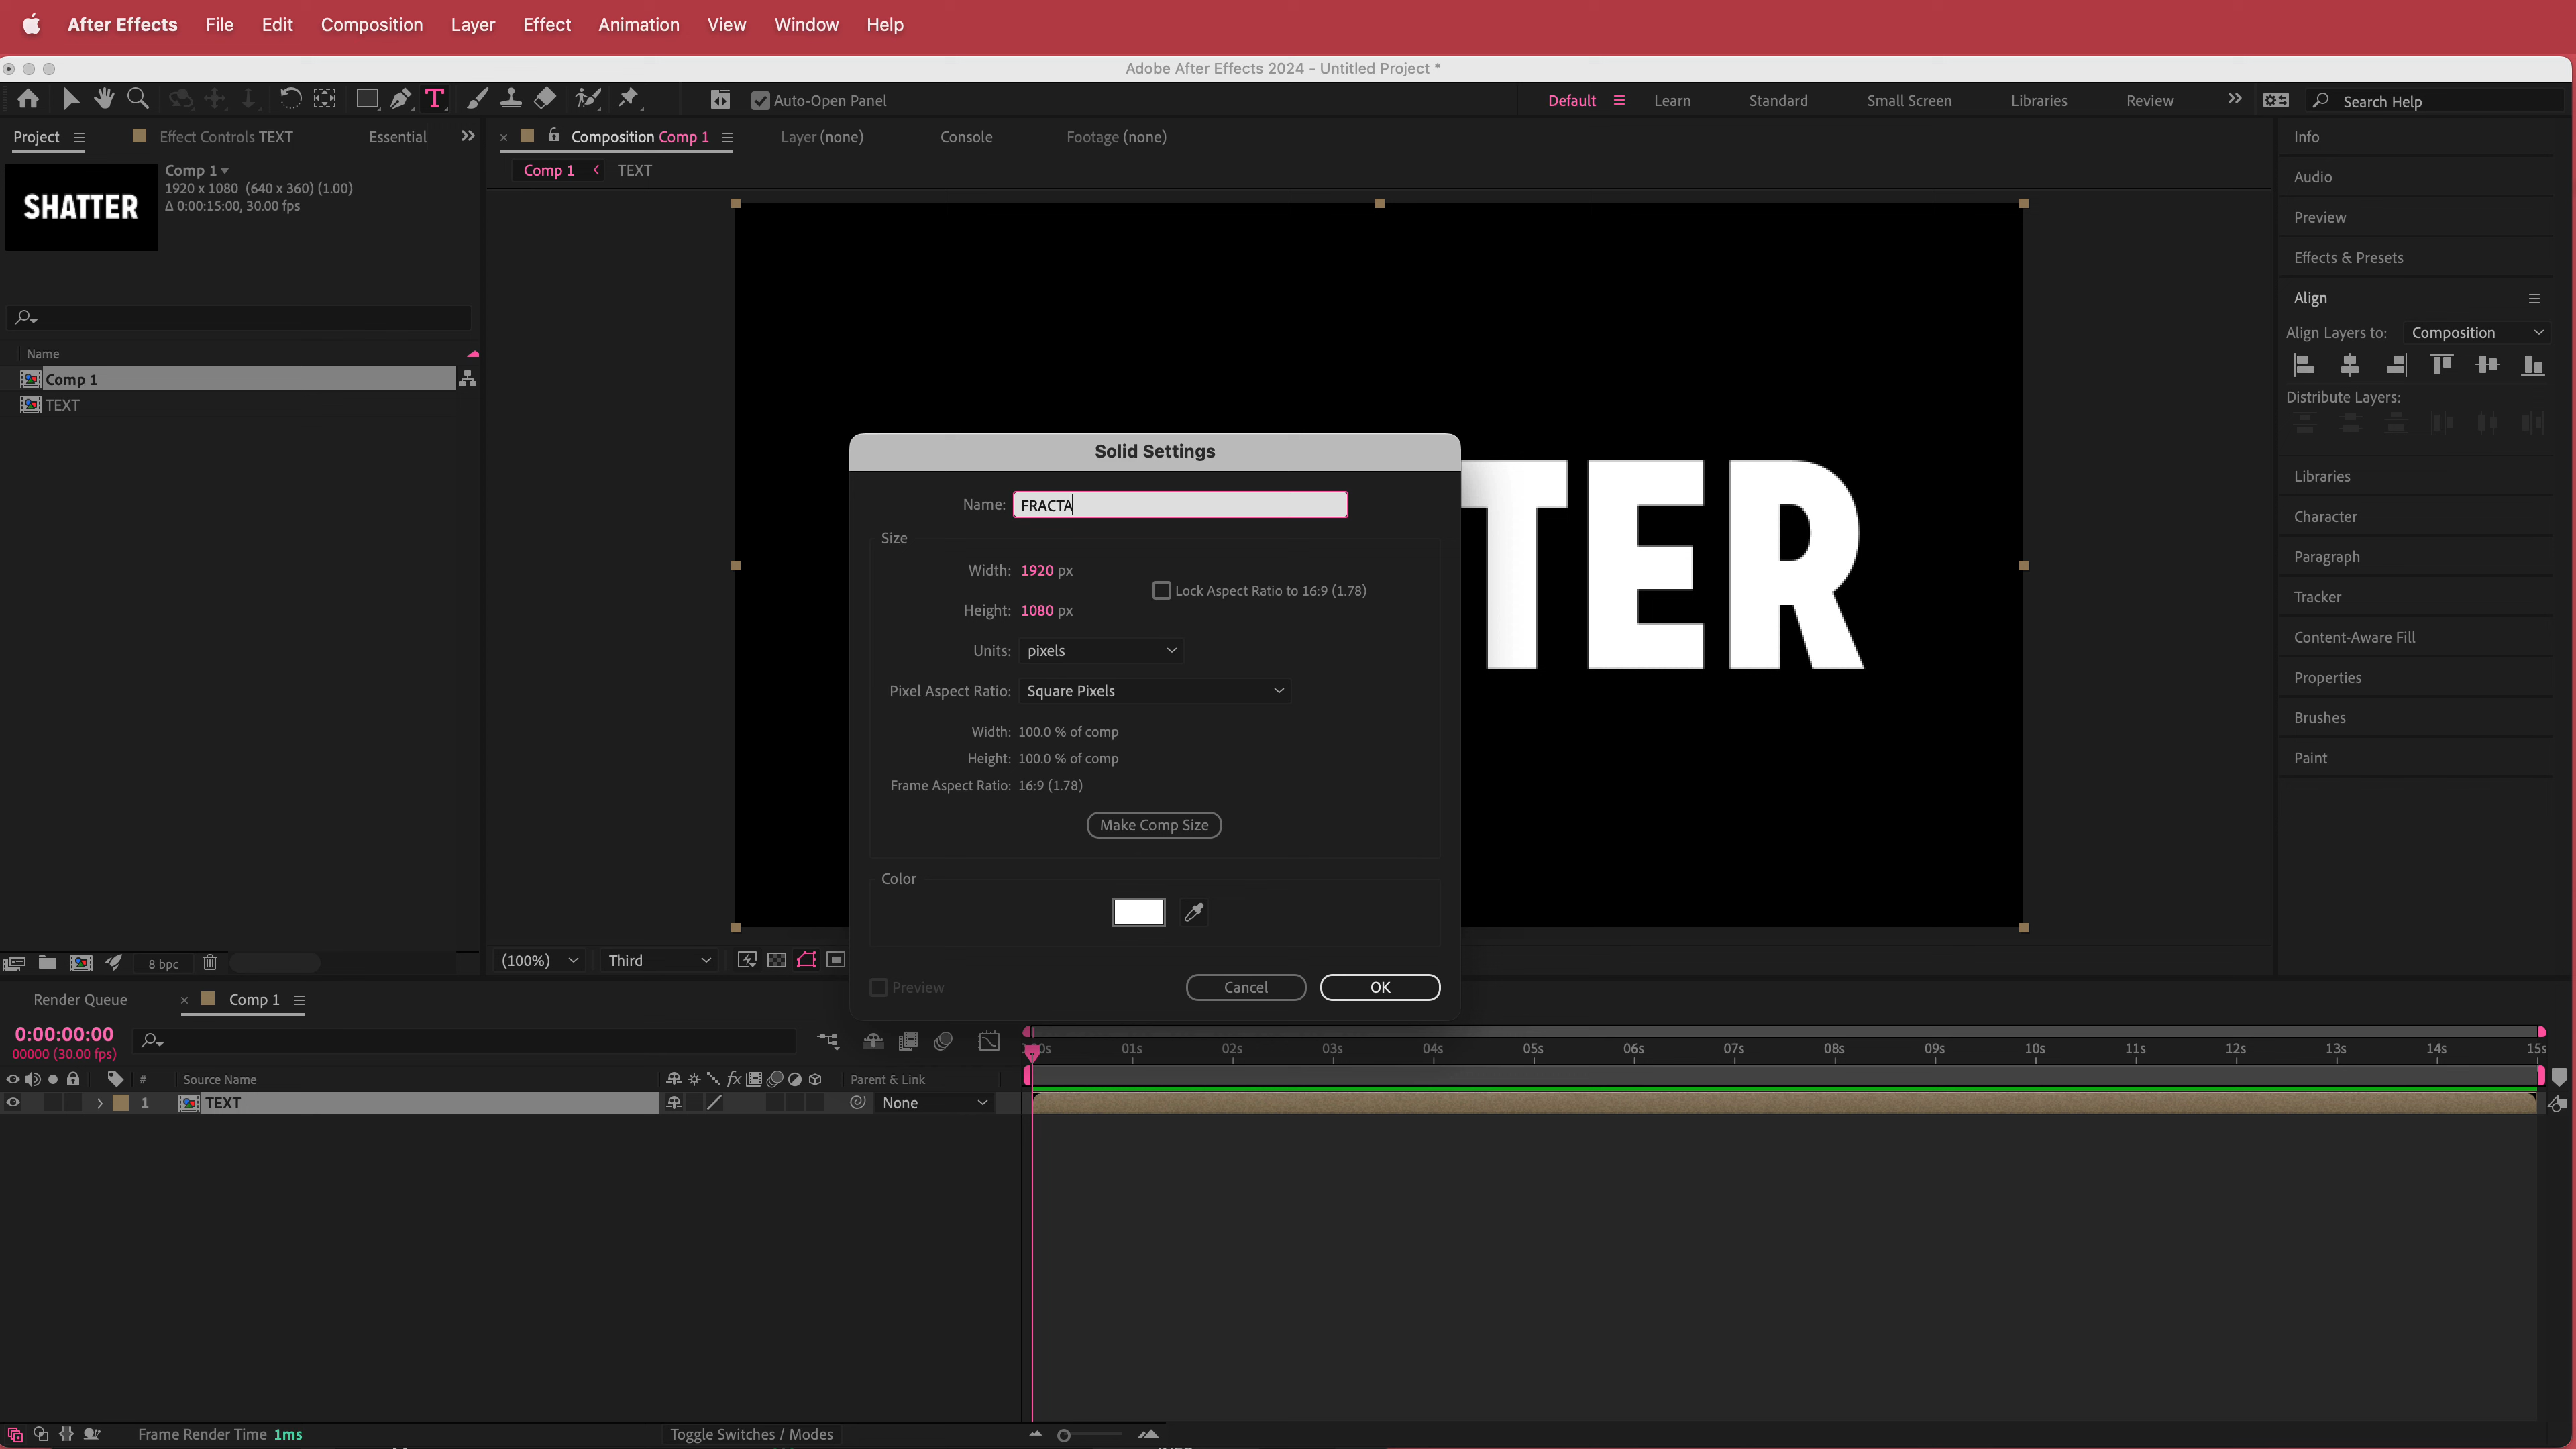 After Effects File Edit Composition Layer Effect Animation View Window Help
Adobe After Effects 2024 - Untitled Project *
Auto-Open Panel
Default Learn Standard Small Screen Libraries Review Search Help
Project Effect Controls TEXT Essential
Composition Comp 1 Layer (none) Console Footage (none)
Comp 1 TEXT
SHATTER
Comp 1
1920 x 1080 (640 x 360) (1.00)
Δ 0:00:15:00, 30.00 fps
Name
Comp 1
TEXT
8 bpc
TER
Solid Settings
Name: FRACTA
Size
Width: 1920 px
Lock Aspect Ratio to 16:9 (1.78)
Height: 1080 px
Units: pixels
Pixel Aspect Ratio: Square Pixels
Width: 100.0 % of comp
Height: 100.0 % of comp
Frame Aspect Ratio: 16:9 (1.78)
Make Comp Size
Color
Preview Cancel OK
(100%) Third
Info
Audio
Preview
Effects & Presets
Align
Align Layers to: Composition
Distribute Layers:
Libraries
Character
Paragraph
Tracker
Content-Aware Fill
Properties
Brushes
Paint
Render Queue Comp 1
0:00:00:00
00000 (30.00 fps)
01s 02s 03s 04s 05s 06s 07s 08s 09s 10s 11s 12s 13s 14s 15s
# Source Name fx Parent & Link
1 TEXT None
Frame Render Time 1ms Toggle Switches / Modes